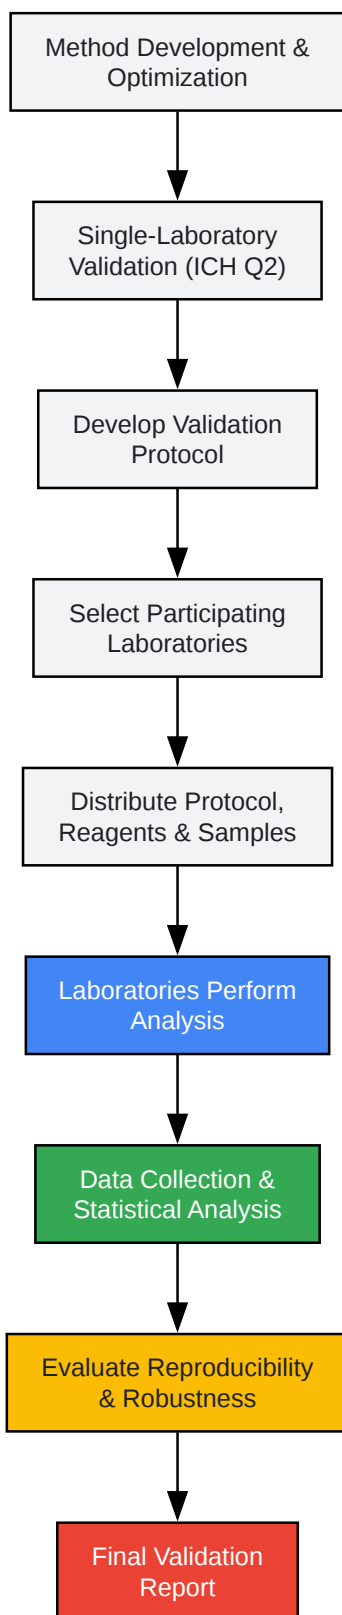 Method Development &
Optimization
Single-Laboratory
Validation (ICH Q2)
Develop Validation
Protocol
Select Participating
Laboratories
Distribute Protocol,
Reagents & Samples
Laboratories Perform
Analysis
Data Collection &
Statistical Analysis
Evaluate Reproducibility
& Robustness
Final Validation
Report